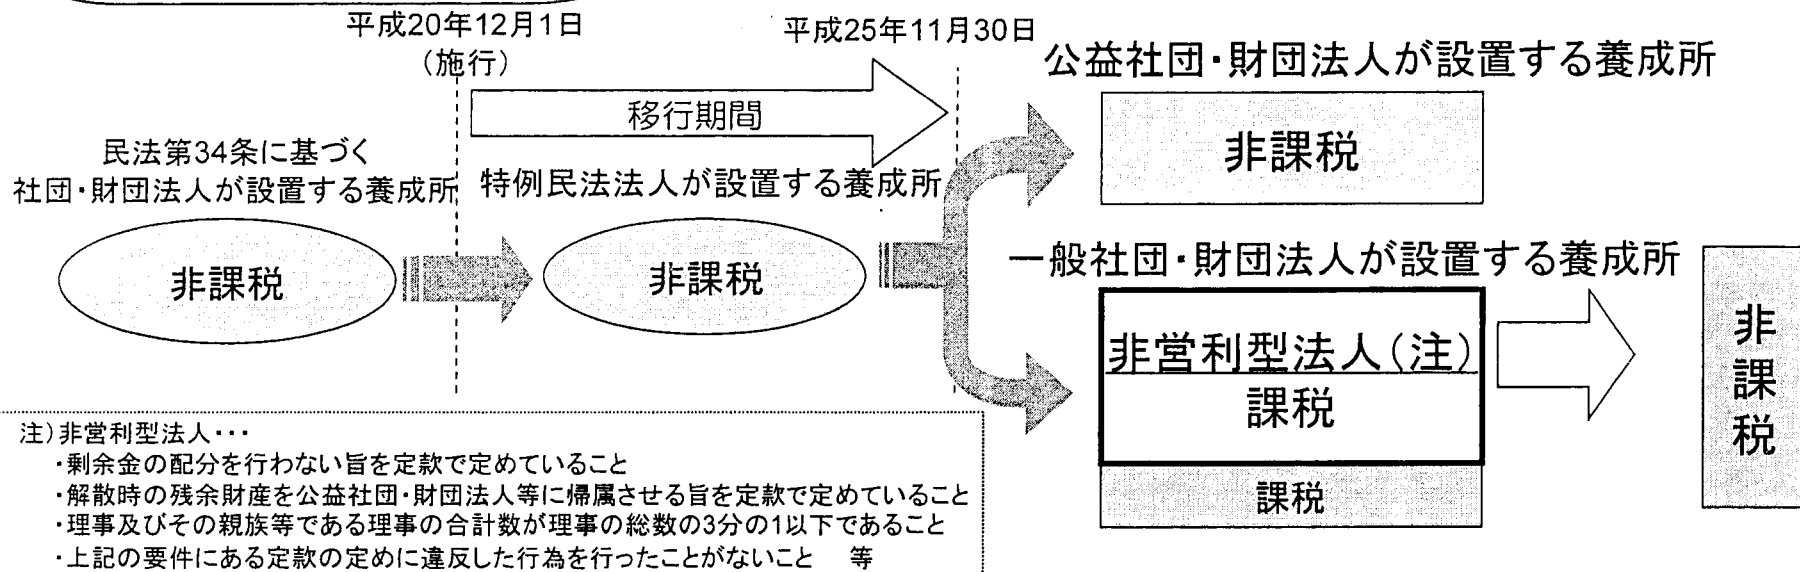 平成20年12月1日
(施行)
平成25年11月30日
移行期間
民法第34条に基づく
社団・財団法人が設置する養成所
非課税
特例民法法人が設置する養成所
非課税
公益社団・財団法人が設置する養成所
非課税
一般社団・財団法人が設置する養成所
非営利型法人(注)
課税
課税
非課税
注)非営利型法人・・・
・剰余金の配分を行わない旨を定款で定めていること
・解散時の残余財産を公益社団・財団法人等に帰属させる旨を定款で定めていること
・理事及びその親族等である理事の合計数が理事の総数の3分の1以下であること
・上記の要件にある定款の定めに違反した行為を行ったことがないこと 等